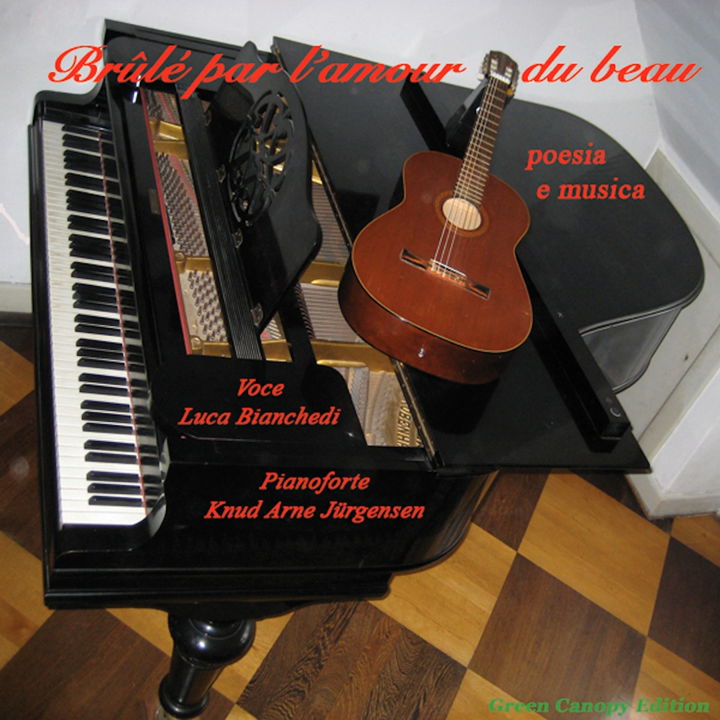 Brûlé par l'amour du beau
poesia
e musica
Voce
Luca Bianchedi
Pianoforte
Knud Arne Jürgensen
Green Canopy Edition